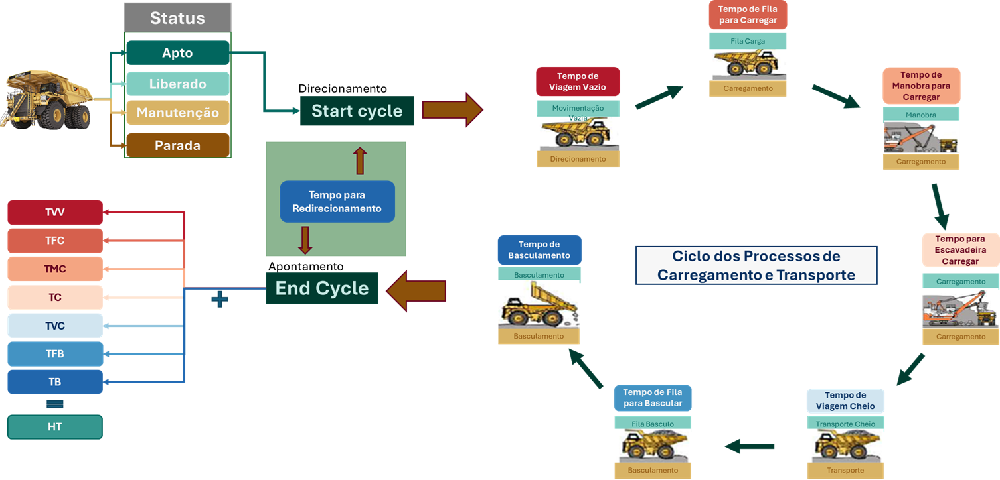 Status
Apto
Liberado
Manutenção
Parada
Direcionamento
Start cycle
Tempo para
Redirecionamento
Apontamento
End Cycle
TVV
TFC
TMC
TC
TVC
TFB
TB
HT
Tempo de
Viagem Vazio
Movimentação
Vazia
Direcionamento
Tempo de Fila
para Carregar
Fila Carga
Carregamento
Tempo de
Manobra para
Carregar
Manobra
Carregamento
Tempo para
Escavadeira
Carregar
Carregamento
Carregamento
Tempo de
Viagem Cheio
Transporte Cheio
Transporte
Tempo de Fila
para Bascular
Fila Basculo
Basculamento
Tempo de
Basculamento
Basculamento
Basculamento
Ciclo dos Processos de
Carregamento e Transporte